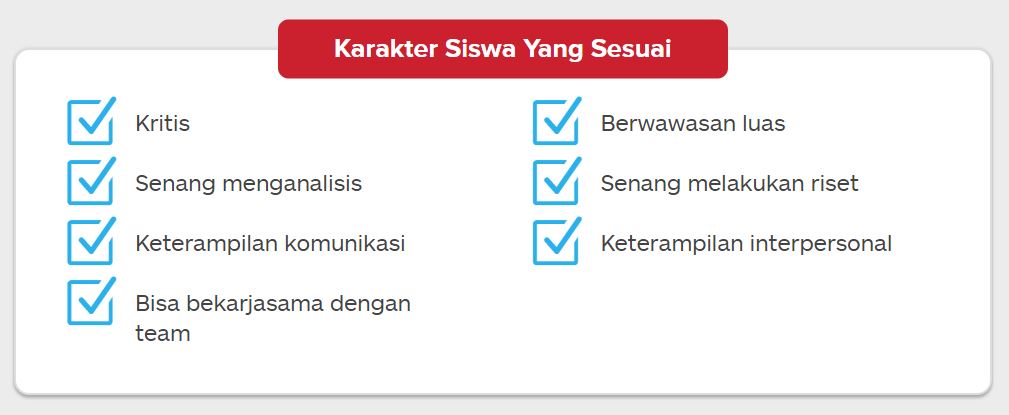 Karakter Siswa Yang Sesuai
Kritis
Senang menganalisis
Keterampilan komunikasi
Bisa bekarjasama dengan
team
Berwawasan luas
Senang melakukan riset
Keterampilan interpersonal